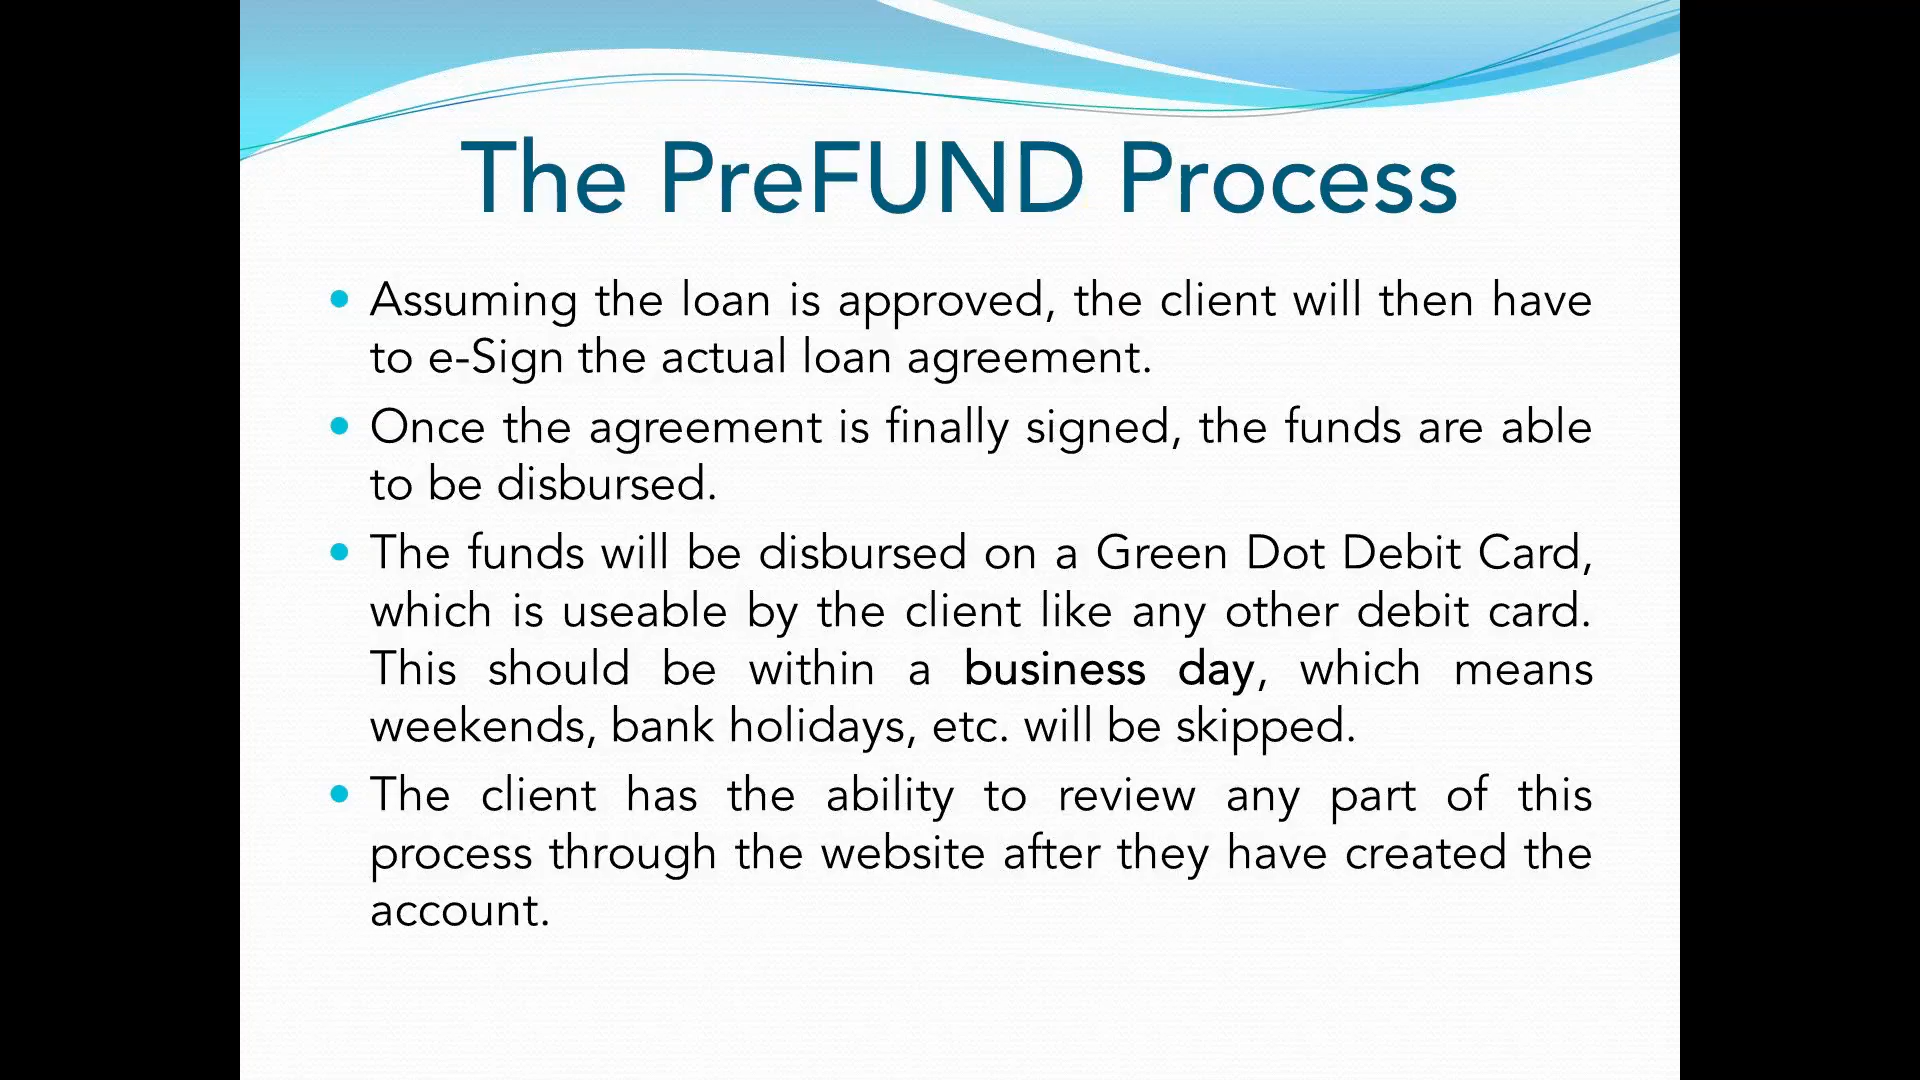 The PreFUND Process
• Assuming the loan is approved, the client will then have
to e-Sign the actual loan agreement.
• Once the agreement is finally signed, the funds are able
to be disbursed.
• The funds will be disbursed on a Green Dot Debit Card,
which is useable by the client like any other debit card.
This should be within a business day, which means
weekends, bank holidays, etc. will be skipped.
• The client has the ability to review any part of this
process through the website after they have created the
account.